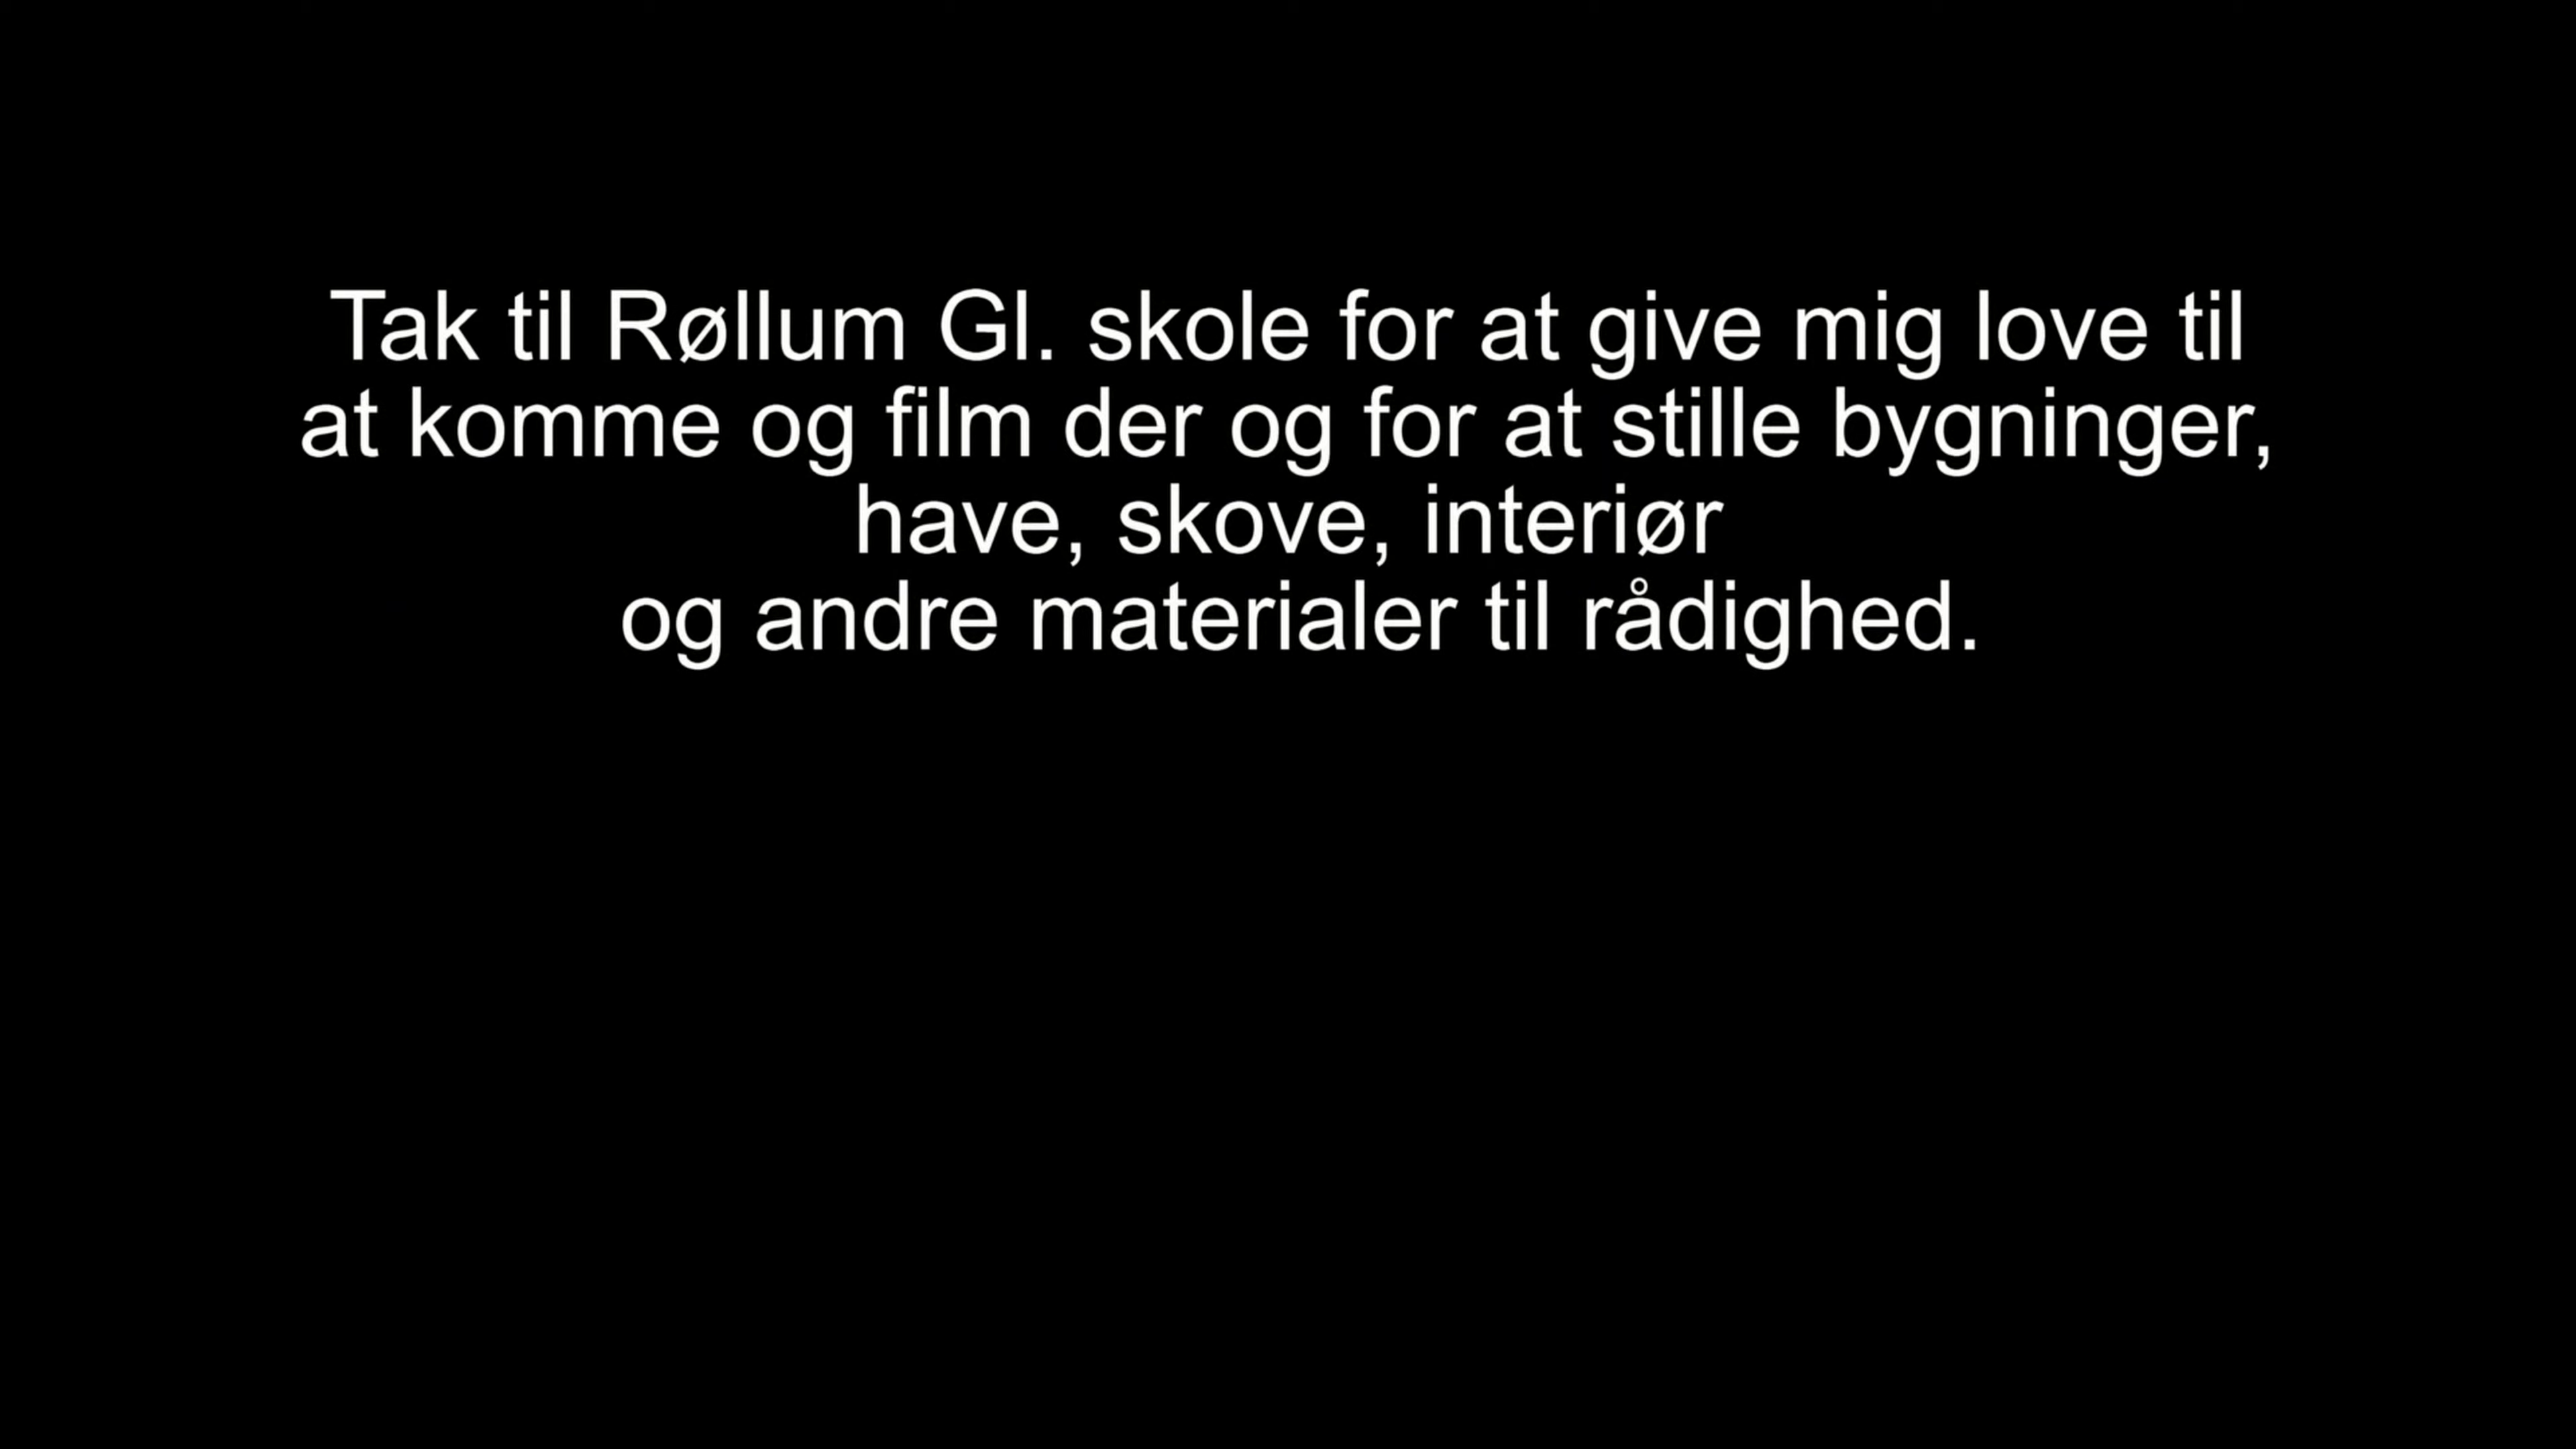 Tak til Røllum Gl. skole for at give mig love til
at komme og film der og for at stille bygninger,
have, skove, interiør
og andre materialer til rådighed.